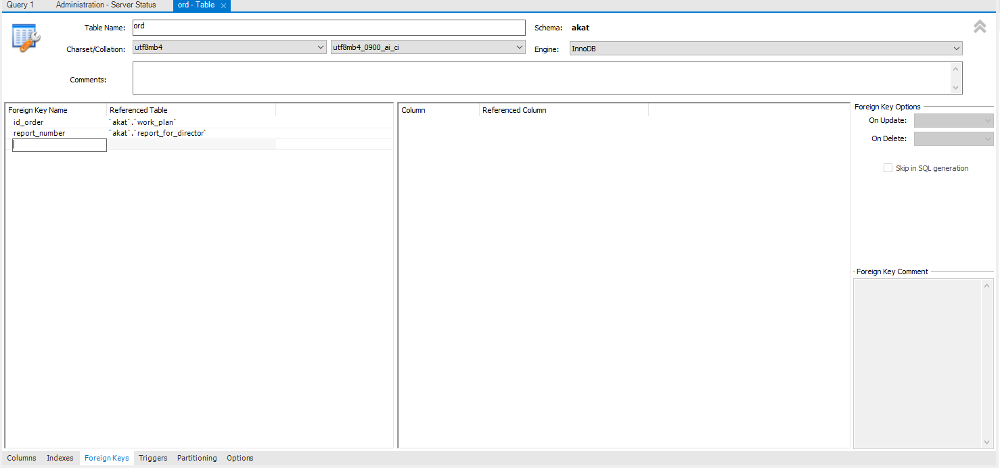 Query 1 Administration - Server Status ord - Table
Table Name: ord Schema: akat
Charset/Collation: utf8mb4 utf8mb4_0900_ai_ci Engine: InnoDB
Comments:
Foreign Key Name Referenced Table Column Referenced Column Foreign Key Options
id_order `akat`.`work_plan` On Update:
report_number `akat`.`report_for_director`
On Delete:
Skip in SQL generation
Foreign Key Comment
Columns Indexes Foreign Keys Triggers Partitioning Options